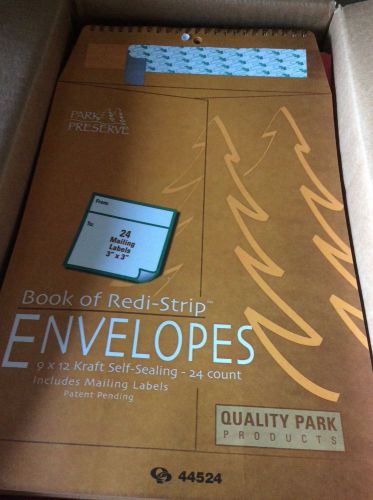 PARK
PRESERVE
From:
To:
24
Mailing
Labels
3" x 3"
Book of Redi-Strip™
ENVELOPES
9 x 12 Kraft Self-Sealing - 24 count
Includes Mailing Labels
Patent Pending
QUALITY PARK
PRODUCTS
44524